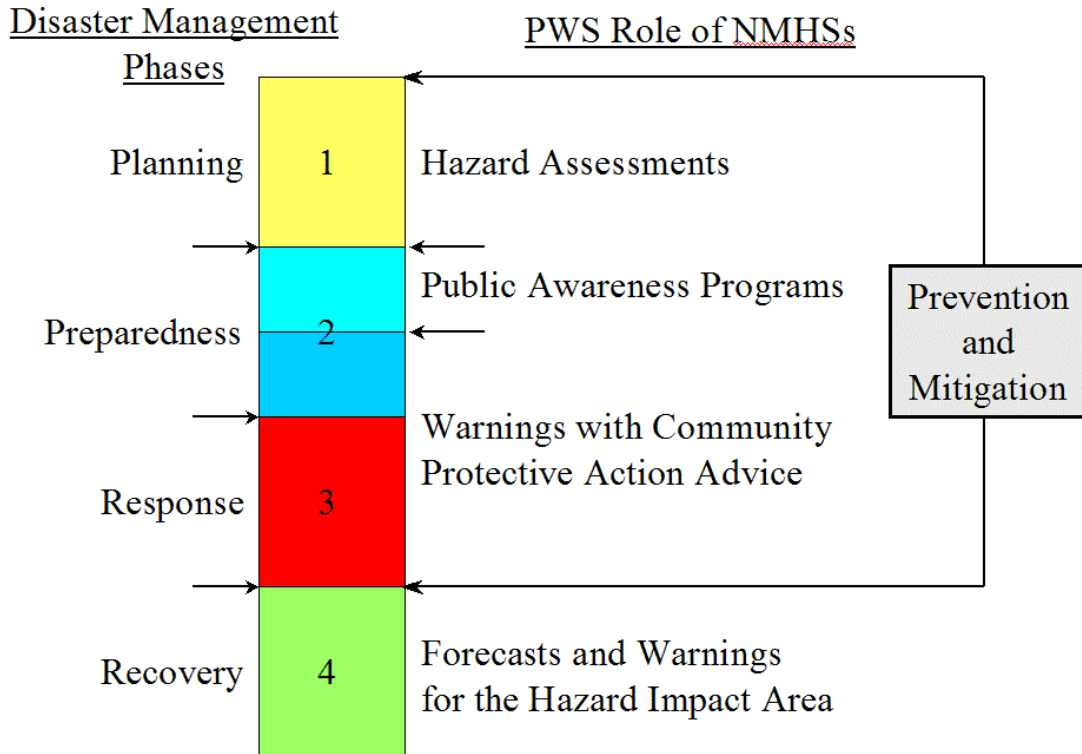 Disaster Management
Phases
PWS Role of NMHSs
Planning
1
Hazard Assessments
Public Awareness Programs
Preparedness
2
Prevention
and
Mitigation
Warnings with Community
Protective Action Advice
Response
3
Recovery
4
Forecasts and Warnings
for the Hazard Impact Area